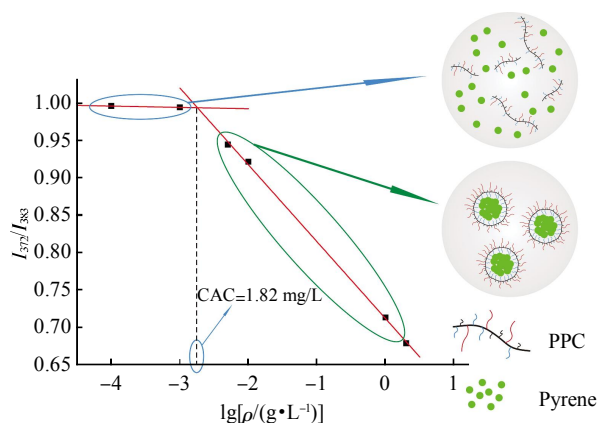 I₃₇₂/I₃₈₃
1.00
0.95
0.90
0.85
0.80
0.75
0.70
0.65
CAC=1.82 mg/L
−4
−3
−2
−1
0
1
lg[ρ/(g•L⁻¹)]
PPC
Pyrene